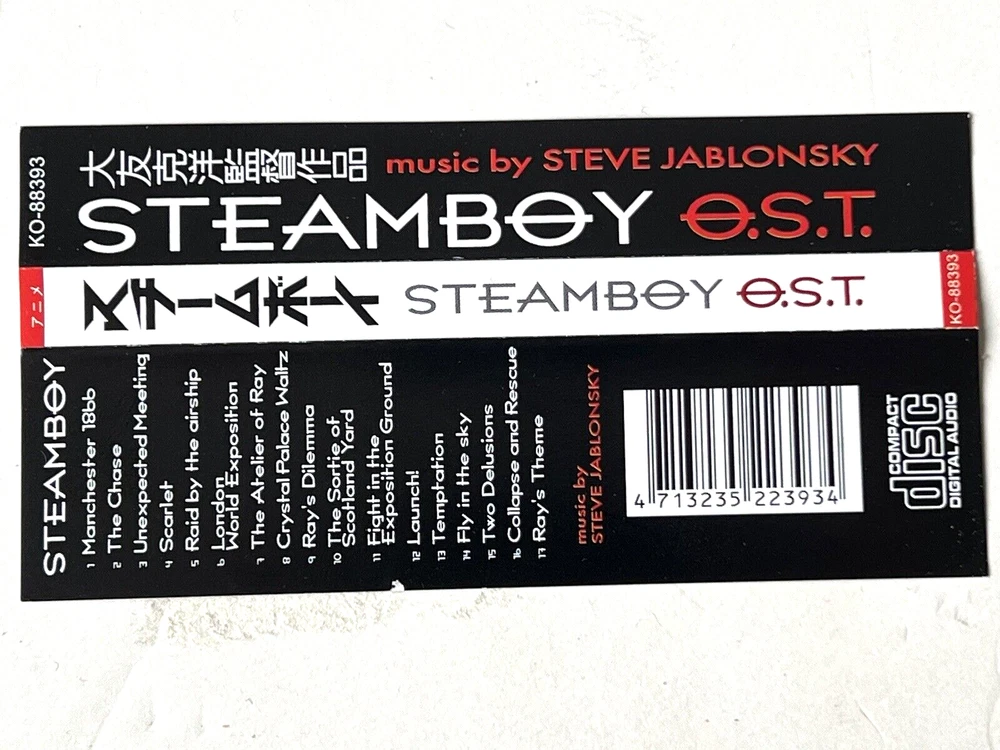 KO-88393
大友克洋監督作品
music by STEVE JABLONSKY
STEAMBOY O.S.T.
アニメ
スチームボーイ
STEAMBOY O.S.T.
KO-88393
STEAMBOY
1 Manchester 1866
2 The Chase
3 Unexpected Meeting
4 Scarlet
5 Raid by the airship
6 London
World Exposition
7 The Atelier of Ray
8 Crystal Palace Waltz
9 Ray's Dilemma
10 The Sortie of
Scotland Yard
11 Fight in the
Exposition Ground
12 Launch!
13 Temptation
14 Fly in the sky
15 Two Delusions
16 Collapse and Rescue
17 Ray's Theme
music by
STEVE JABLONSKY
4 713235 223934
COMPACT
disc
DIGITAL AUDIO